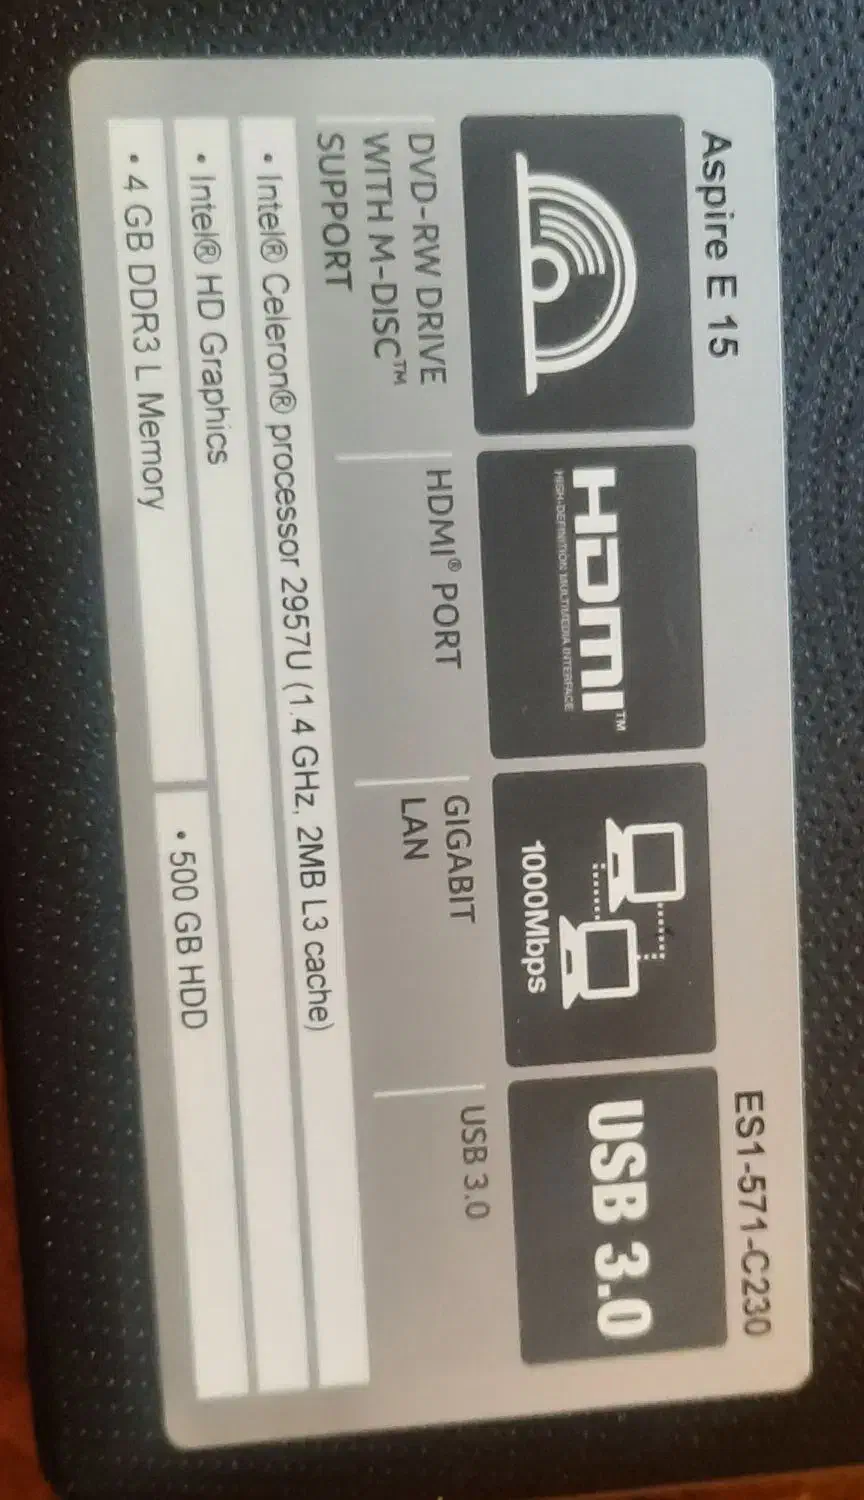 Aspire E 15
ES1-571-C230
HDMI™
HIGH-DEFINITION MULTIMEDIA INTERFACE
1000Mbps
USB 3.0
DVD-RW DRIVE
WITH M-DISC™
SUPPORT
HDMI® PORT
GIGABIT
LAN
USB 3.0
• Intel® Celeron® processor 2957U (1.4 GHz, 2MB L3 cache)
• Intel® HD Graphics
• 4 GB DDR3 L Memory
• 500 GB HDD